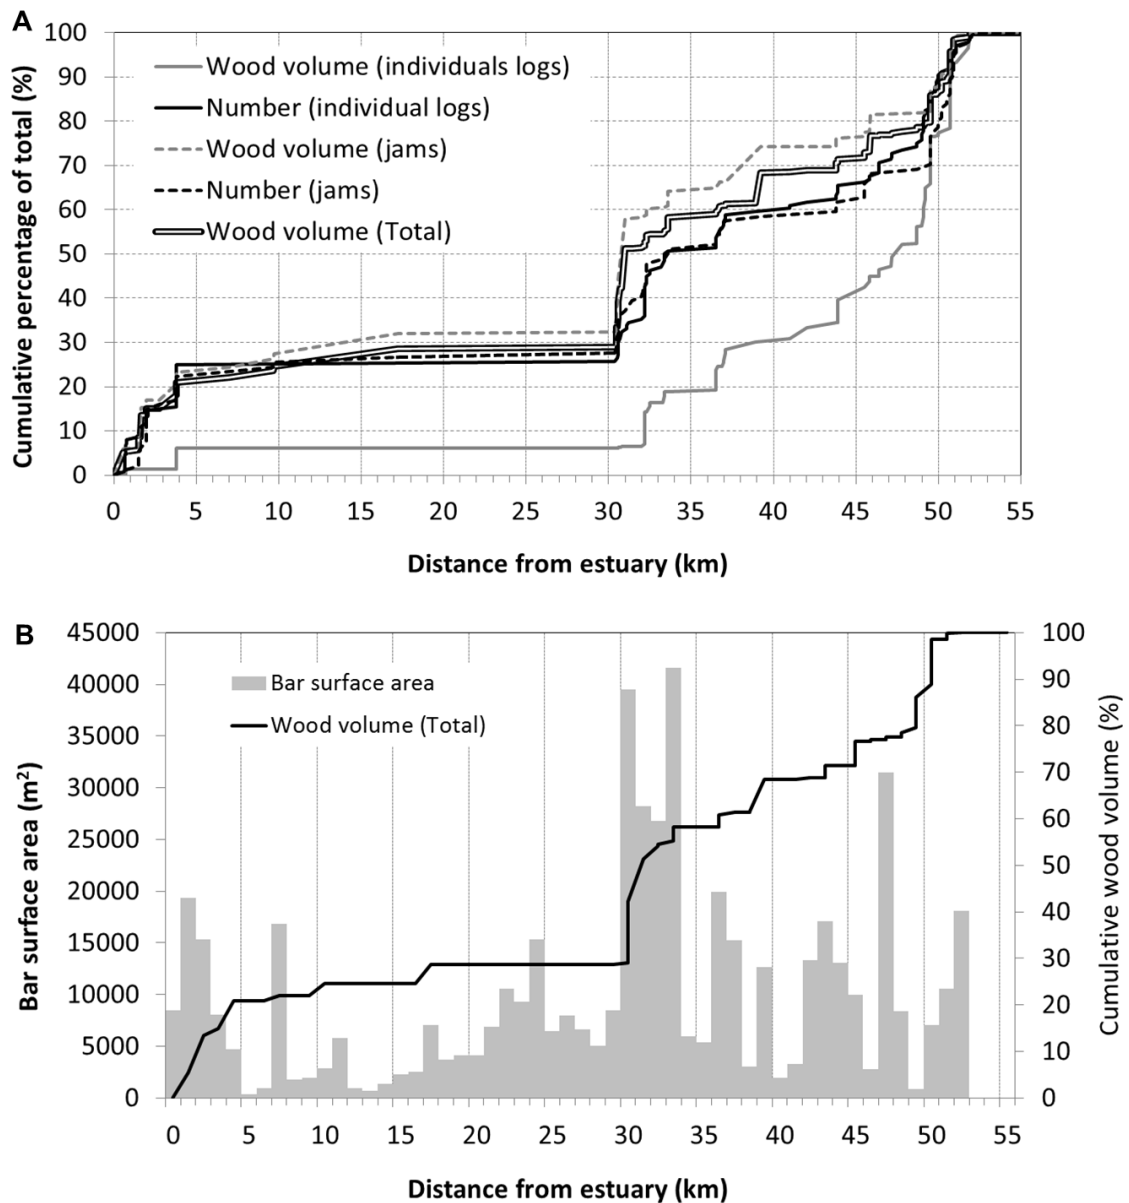 A
Cumulative percentage of total (%)
100
90
80
70
60
50
40
30
20
10
0
Wood volume (individuals logs)
Number (individual logs)
Wood volume (jams)
Number (jams)
Wood volume (Total)
0 5 10 15 20 25 30 35 40 45 50 55
Distance from estuary (km)
B
Bar surface area (m²)
45000
40000
35000
30000
25000
20000
15000
10000
5000
0
Bar surface area
Wood volume (Total)
100
90
80
70
60
50
40
30
20
10
0
Cumulative wood volume (%)
0 5 10 15 20 25 30 35 40 45 50 55
Distance from estuary (km)